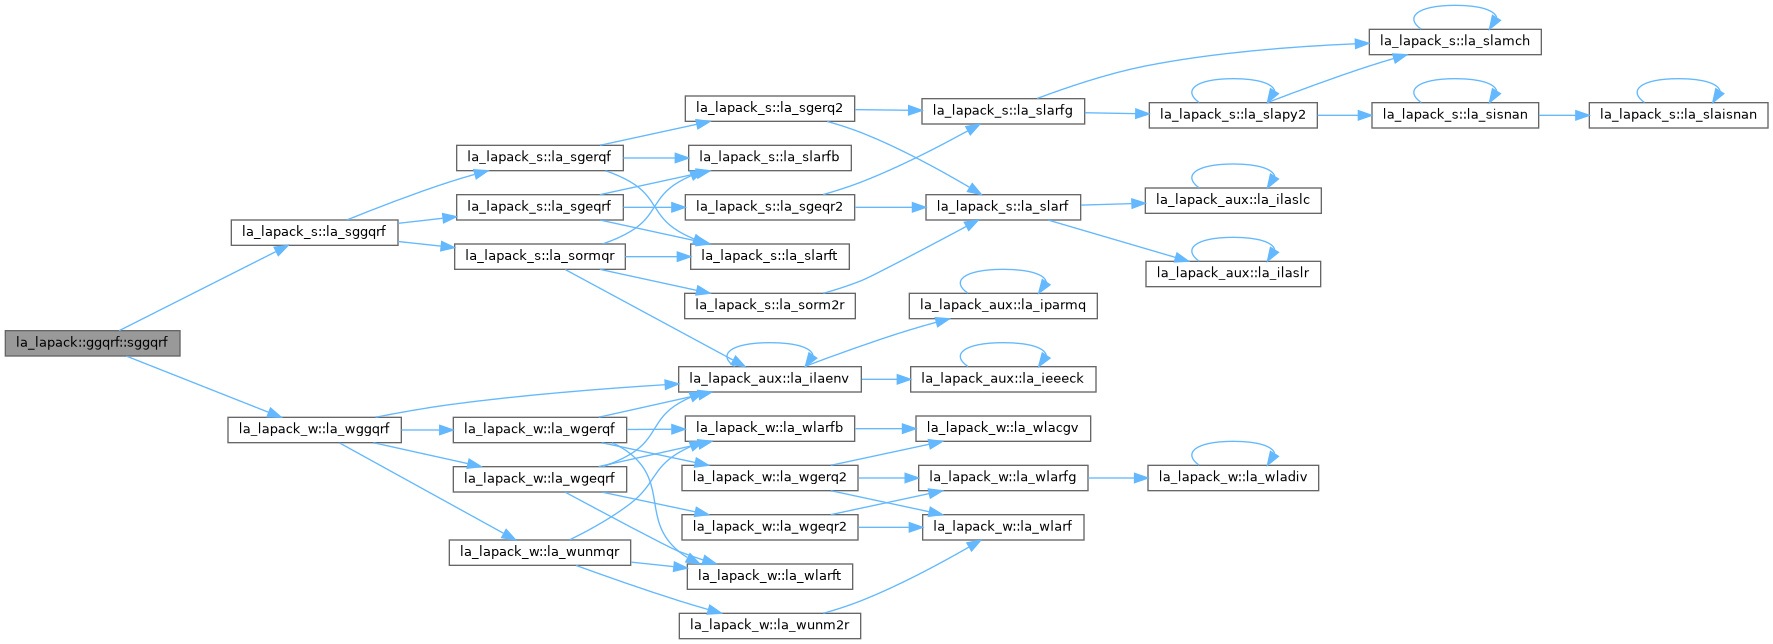 la_lapack::ggqrf::sggqrf
la_lapack_s::la_sggqrf
la_lapack_w::la_wggqrf
la_lapack_s::la_sgerqf
la_lapack_s::la_sgeqrf
la_lapack_s::la_sormqr
la_lapack_w::la_wgerqf
la_lapack_w::la_wgeqrf
la_lapack_w::la_wunmqr
la_lapack_s::la_sgerq2
la_lapack_s::la_slarfb
la_lapack_s::la_sgeqr2
la_lapack_s::la_slarft
la_lapack_s::la_sorm2r
la_lapack_aux::la_ilaenv
la_lapack_w::la_wlarfb
la_lapack_w::la_wgerq2
la_lapack_w::la_wgeqr2
la_lapack_w::la_wlarft
la_lapack_w::la_wunm2r
la_lapack_s::la_slarfg
la_lapack_s::la_slarf
la_lapack_aux::la_iparmq
la_lapack_aux::la_ieeeck
la_lapack_w::la_wlacgv
la_lapack_w::la_wlarfg
la_lapack_w::la_wlarf
la_lapack_s::la_slapy2
la_lapack_aux::la_ilaslc
la_lapack_aux::la_ilaslr
la_lapack_w::la_wladiv
la_lapack_s::la_slamch
la_lapack_s::la_sisnan
la_lapack_s::la_slaisnan